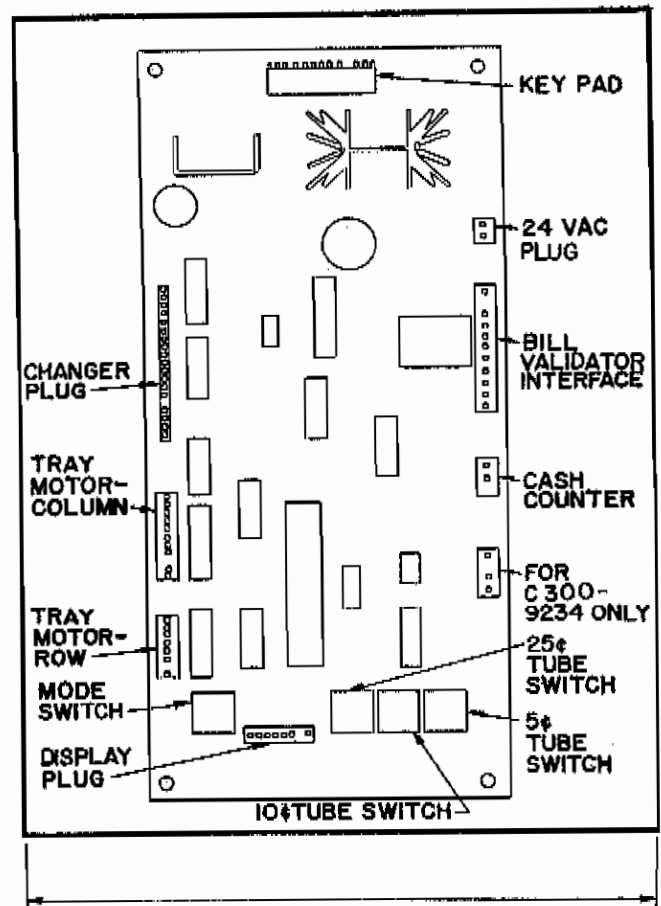 KEY PAD
24 VAC
PLUG
BILL
VALIDATOR
INTERFACE
CHANGER
PLUG
TRAY
MOTOR-
COLUMN
CASH
COUNTER
FOR
C300-
9234 ONLY
TRAY
MOTOR-
ROW
25¢
TUBE
SWITCH
MODE
SWITCH
5¢
TUBE
SWITCH
DISPLAY
PLUG
10¢ TUBE SWITCH